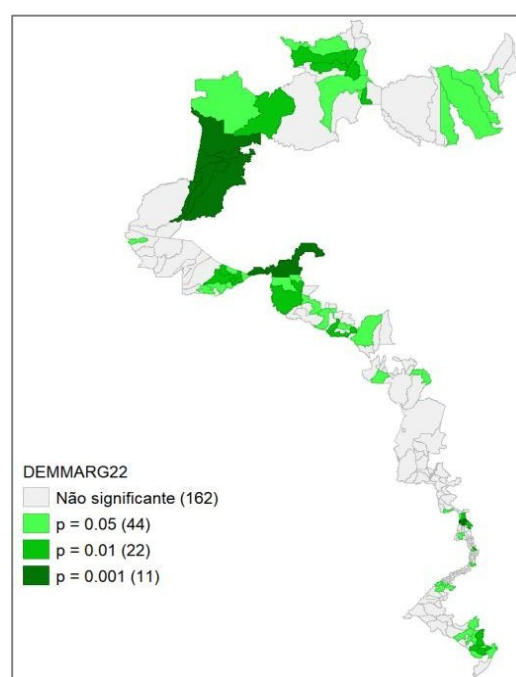 DEMMARG22
Não significante (162)
p = 0.05 (44)
p = 0.01 (22)
p = 0.001 (11)